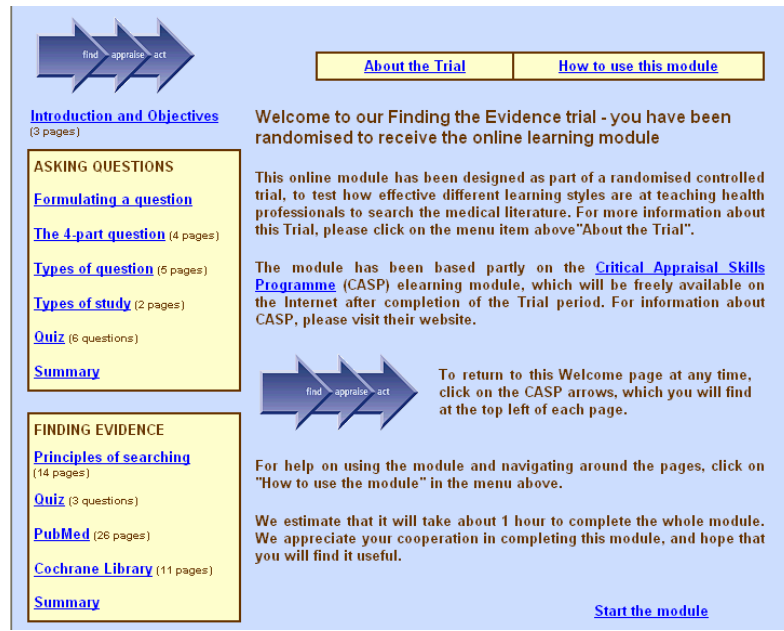 find appraise act
About the Trial How to use this module
Introduction and Objectives
(3 pages)
ASKING QUESTIONS
Formulating a question
The 4-part question (4 pages)
Types of question (5 pages)
Types of study (2 pages)
Quiz (6 questions)
Summary
FINDING EVIDENCE
Principles of searching
(14 pages)
Quiz (3 questions)
PubMed (26 pages)
Cochrane Library (11 pages)
Summary
Welcome to our Finding the Evidence trial - you have been
randomised to receive the online learning module
This online module has been designed as part of a randomised controlled
trial, to test how effective different learning styles are at teaching health
professionals to search the medical literature. For more information about
this Trial, please click on the menu item above"About the Trial".
The module has been based partly on the Critical Appraisal Skills
Programme (CASP) elearning module, which will be freely available on
the Internet after completion of the Trial period. For information about
CASP, please visit their website.
find appraise act
To return to this Welcome page at any time,
click on the CASP arrows, which you will find
at the top left of each page.
For help on using the module and navigating around the pages, click on
"How to use the module" in the menu above.
We estimate that it will take about 1 hour to complete the whole module.
We appreciate your cooperation in completing this module, and hope that
you will find it useful.
Start the module